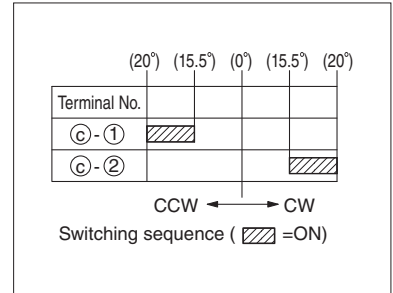 (20°) (15.5°) (0°) (15.5°) (20°)
Terminal No.
ⓒ-①
ⓒ-②
CCW CW
Switching sequence ( =ON)